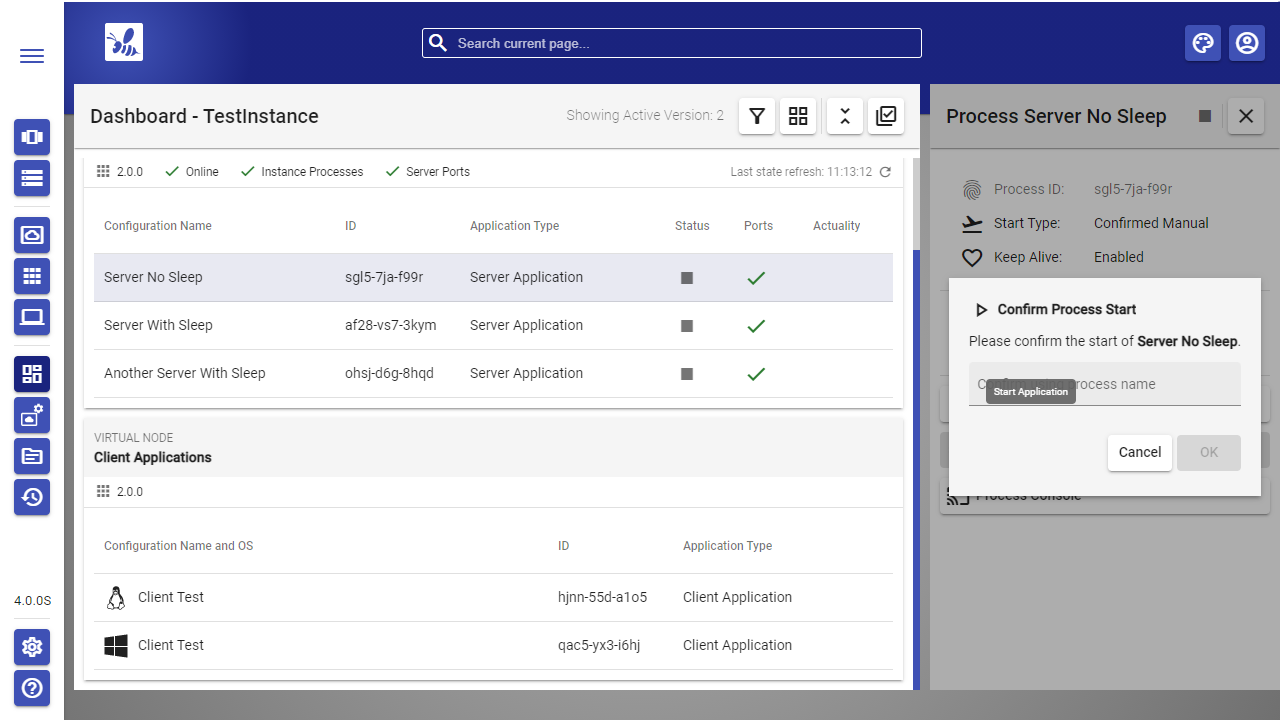 Search current page...
Dashboard - TestInstance
Showing Active Version: 2
2.0.0
Online
Instance Processes
Server Ports
Last state refresh: 11:13:12
Configuration Name ID Application Type Status Ports Actuality
Server No Sleep sgl5-7ja-f99r Server Application
Server With Sleep af28-vs7-3kym Server Application
Another Server With Sleep ohsj-d6g-8hqd Server Application
VIRTUAL NODE
Client Applications
2.0.0
Configuration Name and OS ID Application Type
Client Test hjnn-55d-a1o5 Client Application
Client Test qac5-yx3-i6hj Client Application
4.0.0S
Process Server No Sleep
Process ID: sgl5-7ja-f99r
Start Type: Confirmed Manual
Keep Alive: Enabled
Confirm Process Start
Please confirm the start of Server No Sleep.
process name
Start Application
Cancel
OK
Process Console